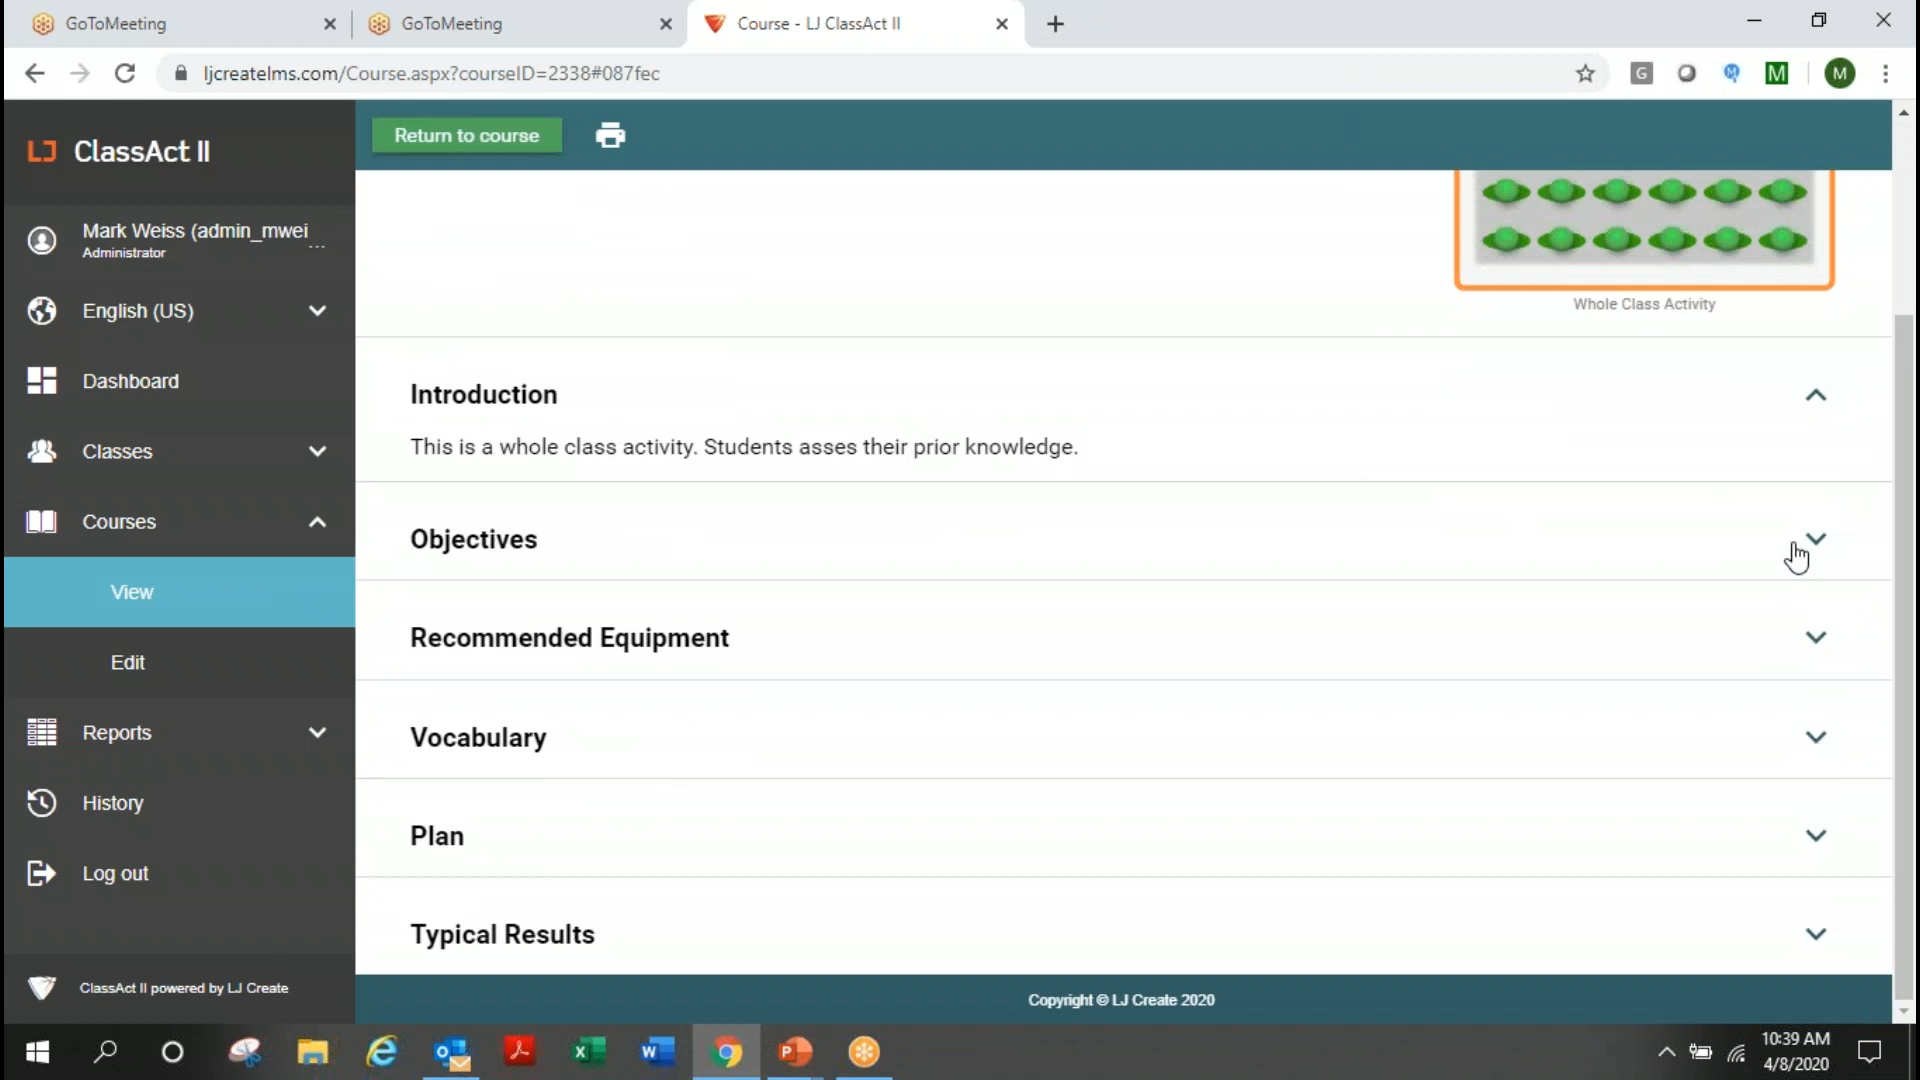 GoToMeeting
GoToMeeting
Course - LJ ClassAct II
ljcreatelms.com/Course.aspx?courseID=2338#087fec
G
M
M
LJ ClassAct II
Return to course
Mark Weiss (admin_mwei...
Administrator
English (US)
Dashboard
Classes
Courses
View
Edit
Reports
History
Log out
ClassAct II powered by LJ Create
Whole Class Activity
Introduction
This is a whole class activity. Students asses their prior knowledge.
Objectives
Recommended Equipment
Vocabulary
Plan
Typical Results
Copyright © LJ Create 2020
10:39 AM
4/8/2020